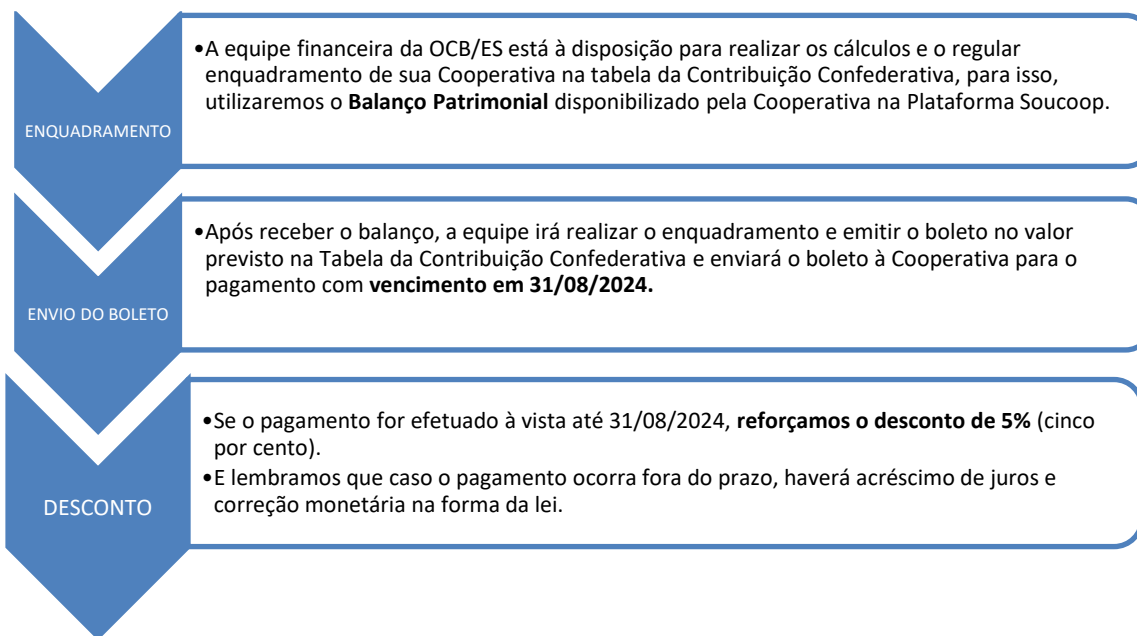 •A equipe financeira da OCB/ES está à disposição para realizar os cálculos e o regular
enquadramento de sua Cooperativa na tabela da Contribuição Confederativa, para isso,
utilizaremos o Balanço Patrimonial disponibilizado pela Cooperativa na Plataforma Soucoop.
ENQUADRAMENTO
•Após receber o balanço, a equipe irá realizar o enquadramento e emitir o boleto no valor
previsto na Tabela da Contribuição Confederativa e enviará o boleto à Cooperativa para o
pagamento com vencimento em 31/08/2024.
ENVIO DO BOLETO
•Se o pagamento for efetuado à vista até 31/08/2024, reforçamos o desconto de 5% (cinco
por cento).
•E lembramos que caso o pagamento ocorra fora do prazo, haverá acréscimo de juros e
correção monetária na forma da lei.
DESCONTO